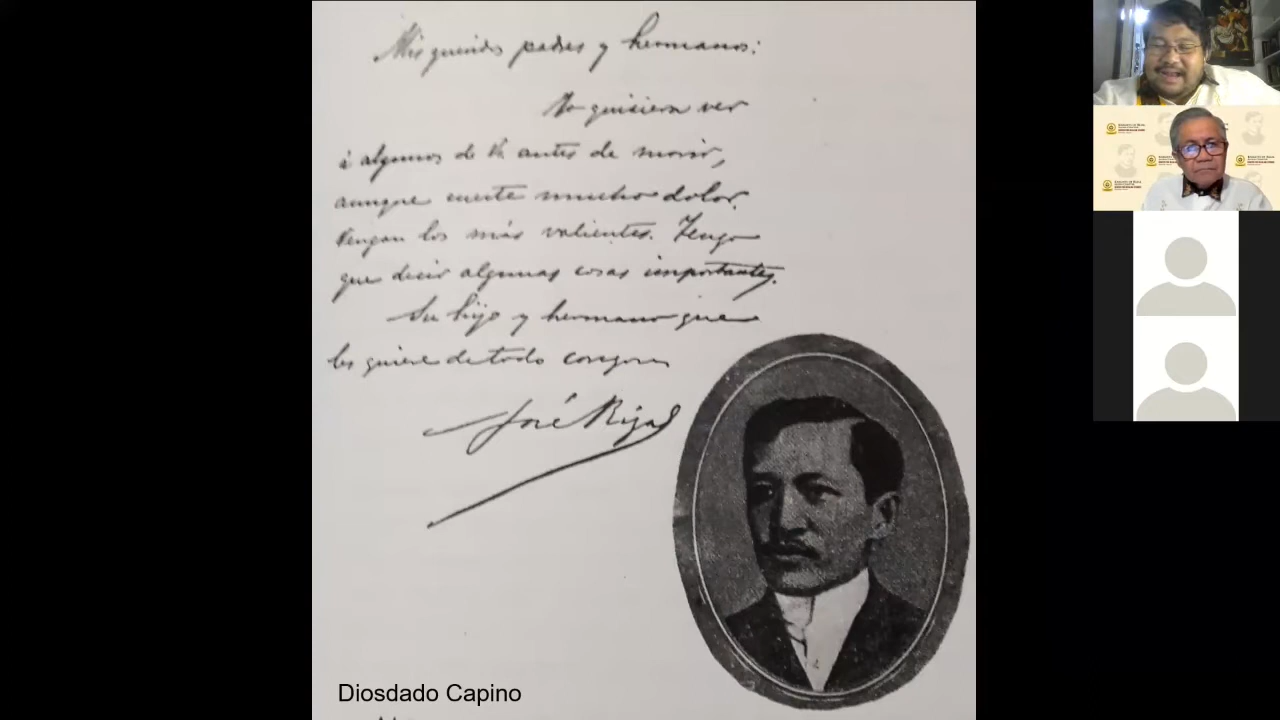 Mis queridos padres y hermanos:
Yo quisiera ver
á algunos de V. antes de morir,
aunque cueste mucho dolor.
Vengan los más valientes. Tengo
que decir algunas cosas importantes.
Su hijo y hermano que
les quiere de todo corazon
José Rizal
Diosdado Capino